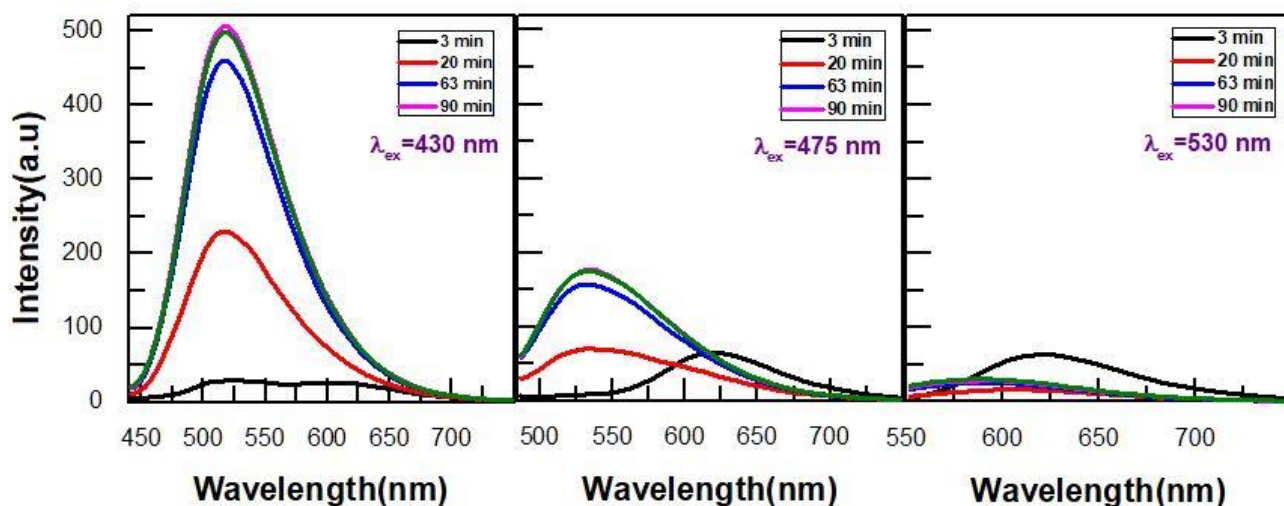 Intensity(a.u)
500
400
300
200
100
0
3 min
20 min
63 min
90 min
λex=430 nm
450 500 550 600 650 700
Wavelength(nm)
3 min
20 min
63 min
90 min
λex=475 nm
500 550 600 650 700
Wavelength(nm)
3 min
20 min
63 min
90 min
λex=530 nm
550 600 650 700
Wavelength(nm)